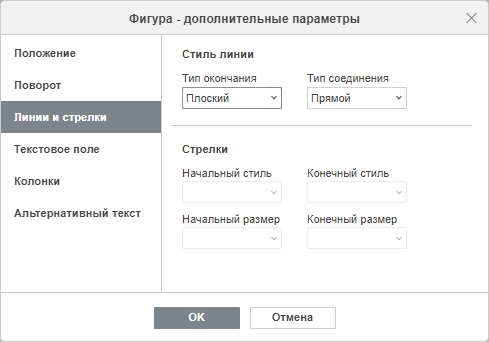 Фигура - дополнительные параметры
Положение
Поворот
Линии и стрелки
Текстовое поле
Колонки
Альтернативный текст
Стиль линии
Тип окончания
Тип соединения
Плоский
Прямой
Стрелки
Начальный стиль
Конечный стиль
Начальный размер
Конечный размер
OK
Отмена